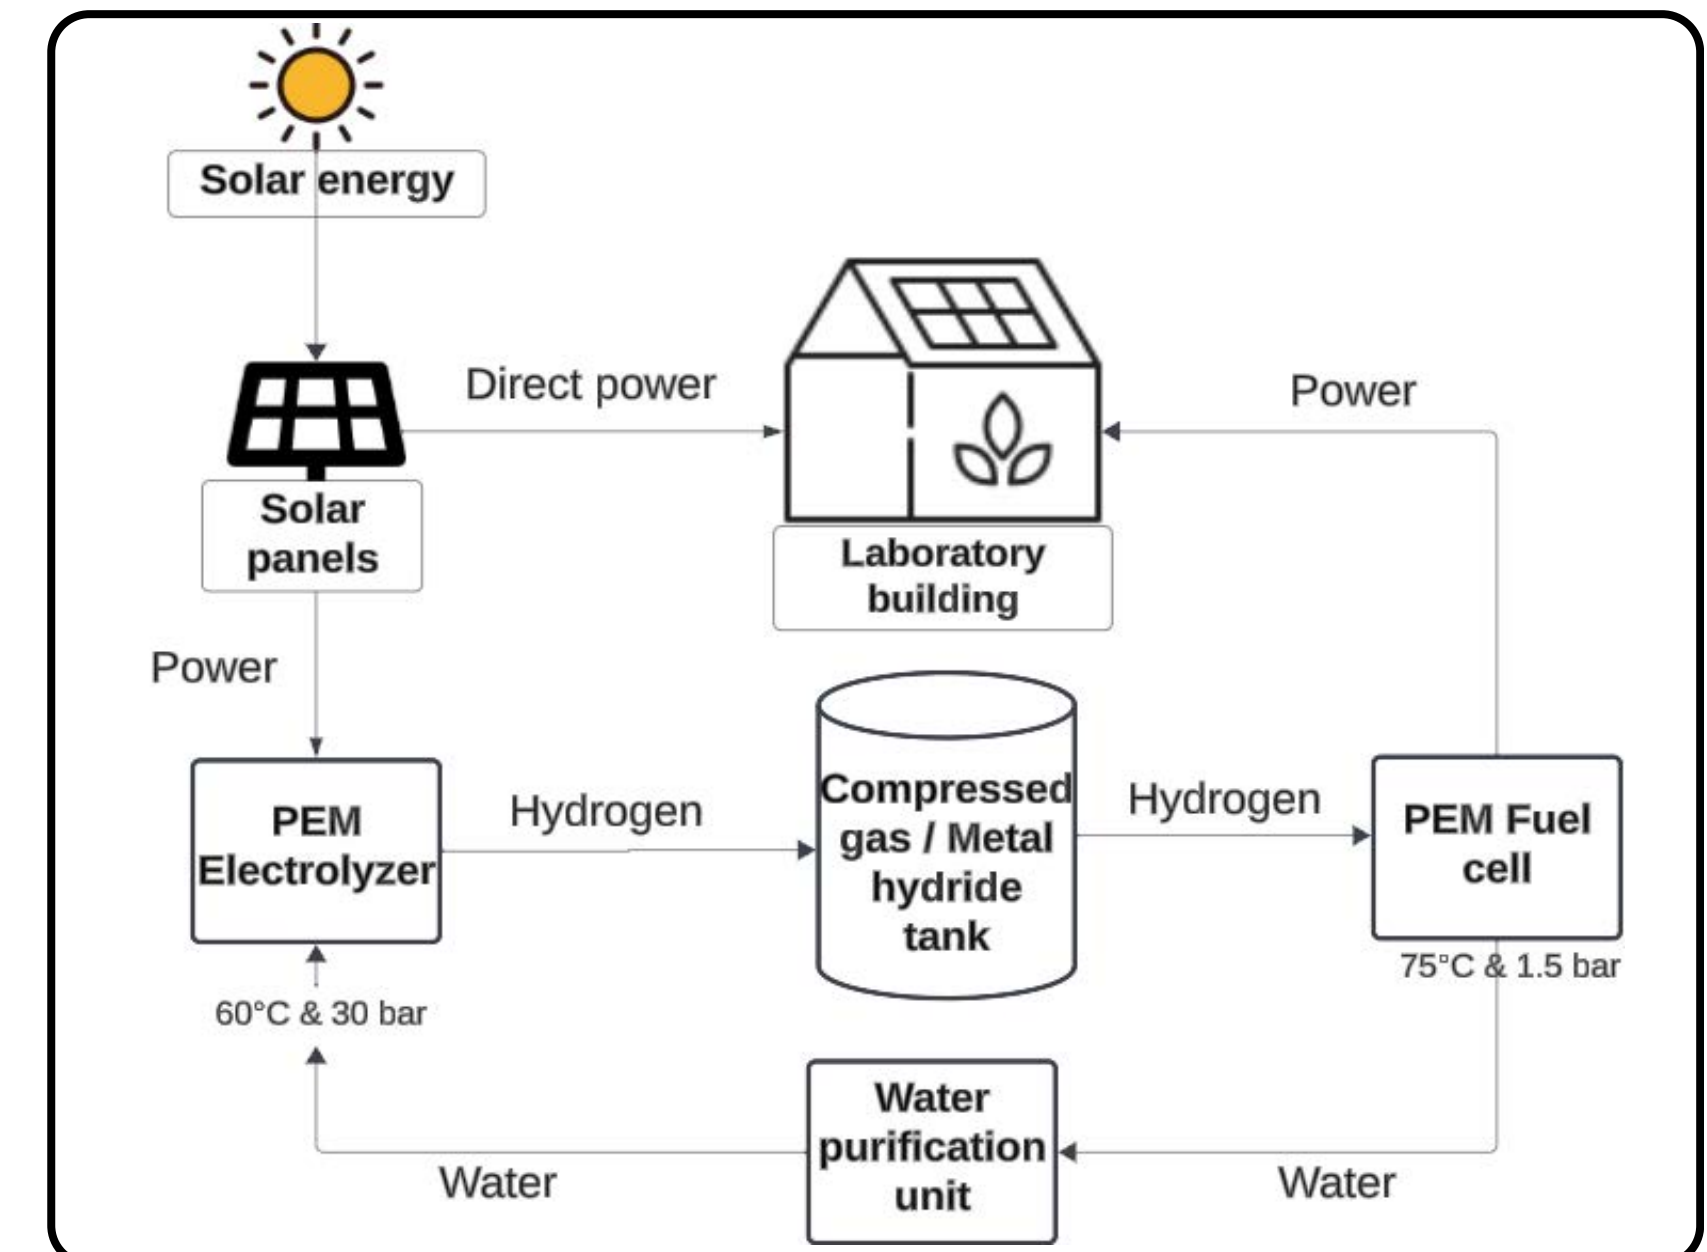 Solar energy
Direct power
Power
Solar
panels
Laboratory
building
Power
PEM
Electrolyzer
Hydrogen
Compressed
gas / Metal
hydride
tank
Hydrogen
PEM Fuel
cell
75°C & 1.5 bar
60°C & 30 bar
Water
purification
unit
Water
Water